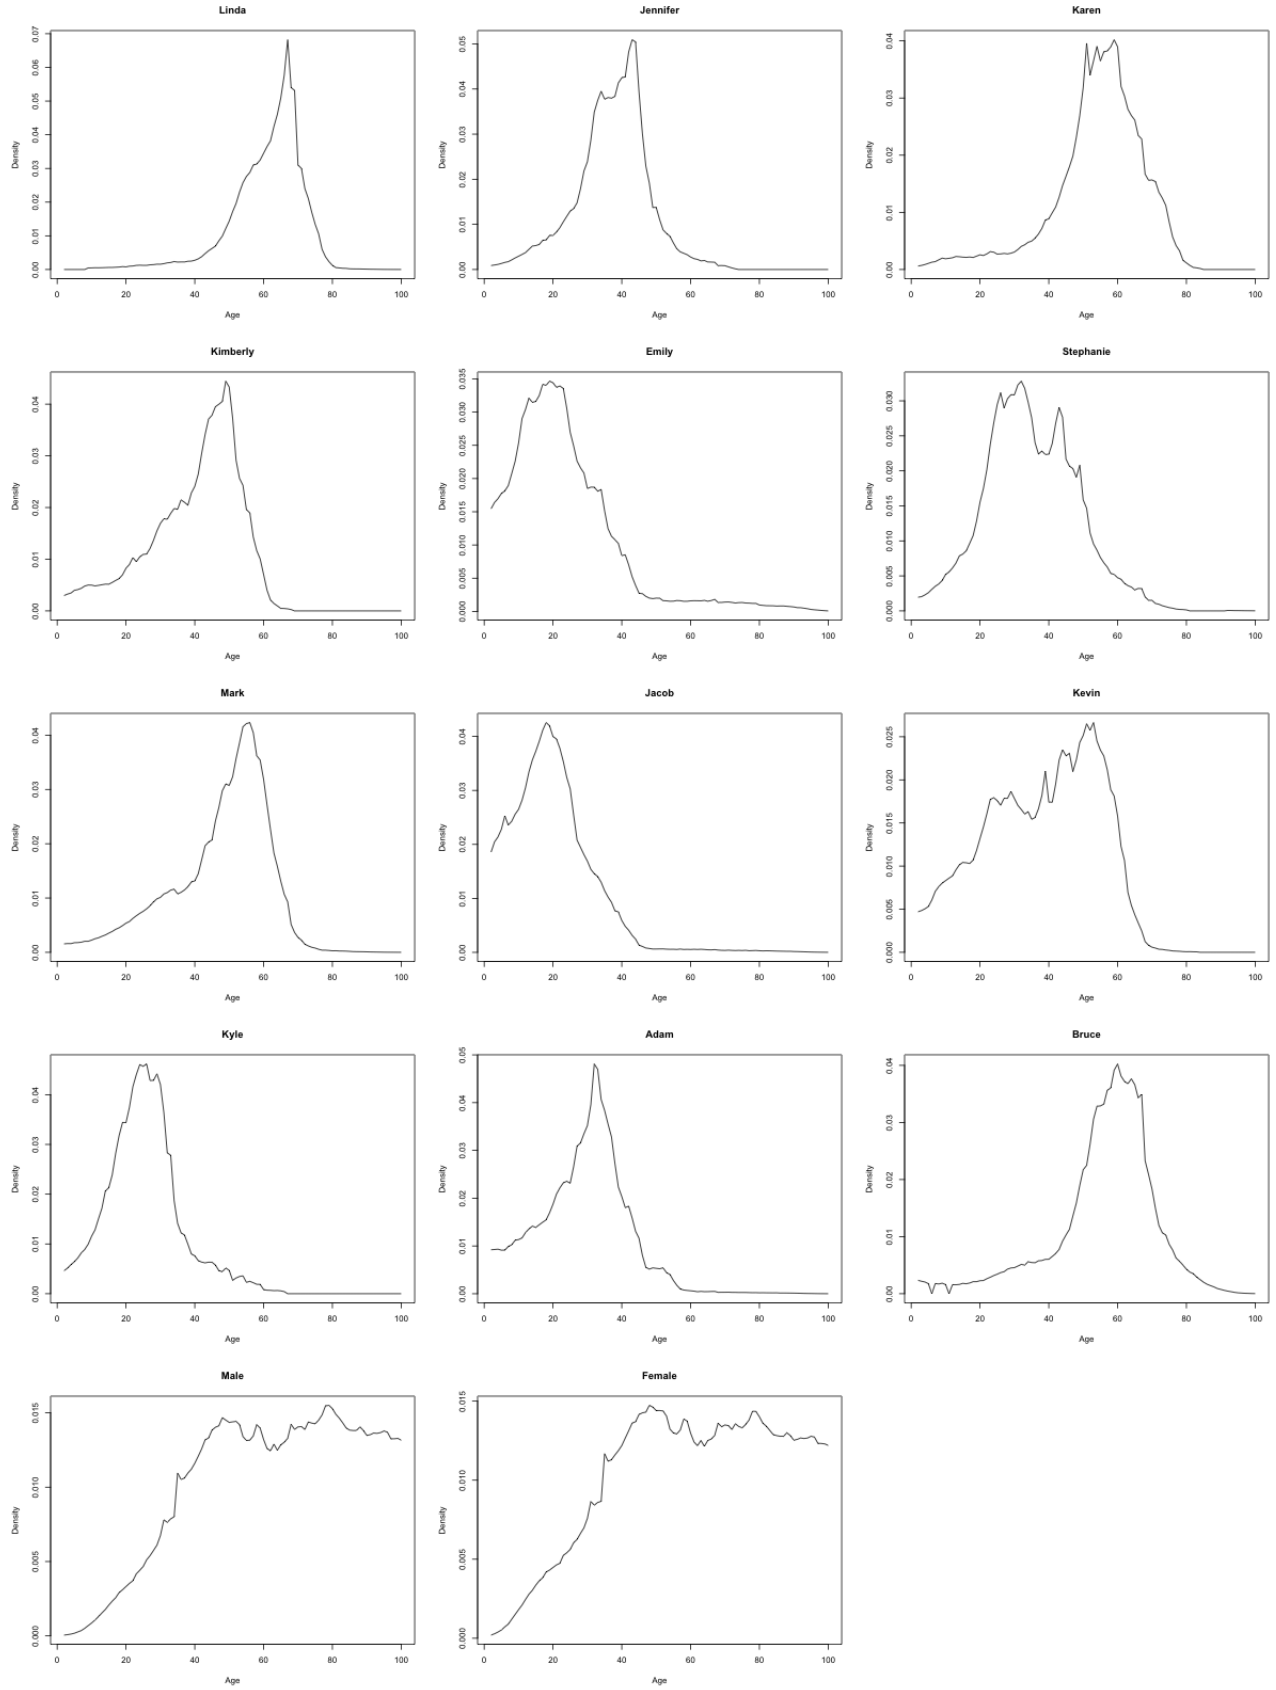 Linda
Density
0.00 0.01 0.02 0.03 0.04 0.05 0.06 0.07
0 20 40 60 80 100
Age
Jennifer
Density
0.00 0.01 0.02 0.03 0.04 0.05
0 20 40 60 80 100
Age
Karen
Density
0.00 0.01 0.02 0.03 0.04
0 20 40 60 80 100
Age
Kimberly
Density
0.00 0.01 0.02 0.03 0.04
0 20 40 60 80 100
Age
Emily
Density
0.000 0.005 0.010 0.015 0.020 0.025 0.030 0.035
0 20 40 60 80 100
Age
Stephanie
Density
0.000 0.005 0.010 0.015 0.020 0.025 0.030
0 20 40 60 80 100
Age
Mark
Density
0.00 0.01 0.02 0.03 0.04
0 20 40 60 80 100
Age
Jacob
Density
0.00 0.01 0.02 0.03 0.04
0 20 40 60 80 100
Age
Kevin
Density
0.000 0.005 0.010 0.015 0.020 0.025
0 20 40 60 80 100
Age
Kyle
Density
0.00 0.01 0.02 0.03 0.04
0 20 40 60 80 100
Age
Adam
Density
0.00 0.01 0.02 0.03 0.04 0.05
0 20 40 60 80 100
Age
Bruce
Density
0.00 0.01 0.02 0.03 0.04
0 20 40 60 80 100
Age
Male
Density
0.000 0.005 0.010 0.015
0 20 40 60 80 100
Age
Female
Density
0.000 0.005 0.010 0.015
0 20 40 60 80 100
Age